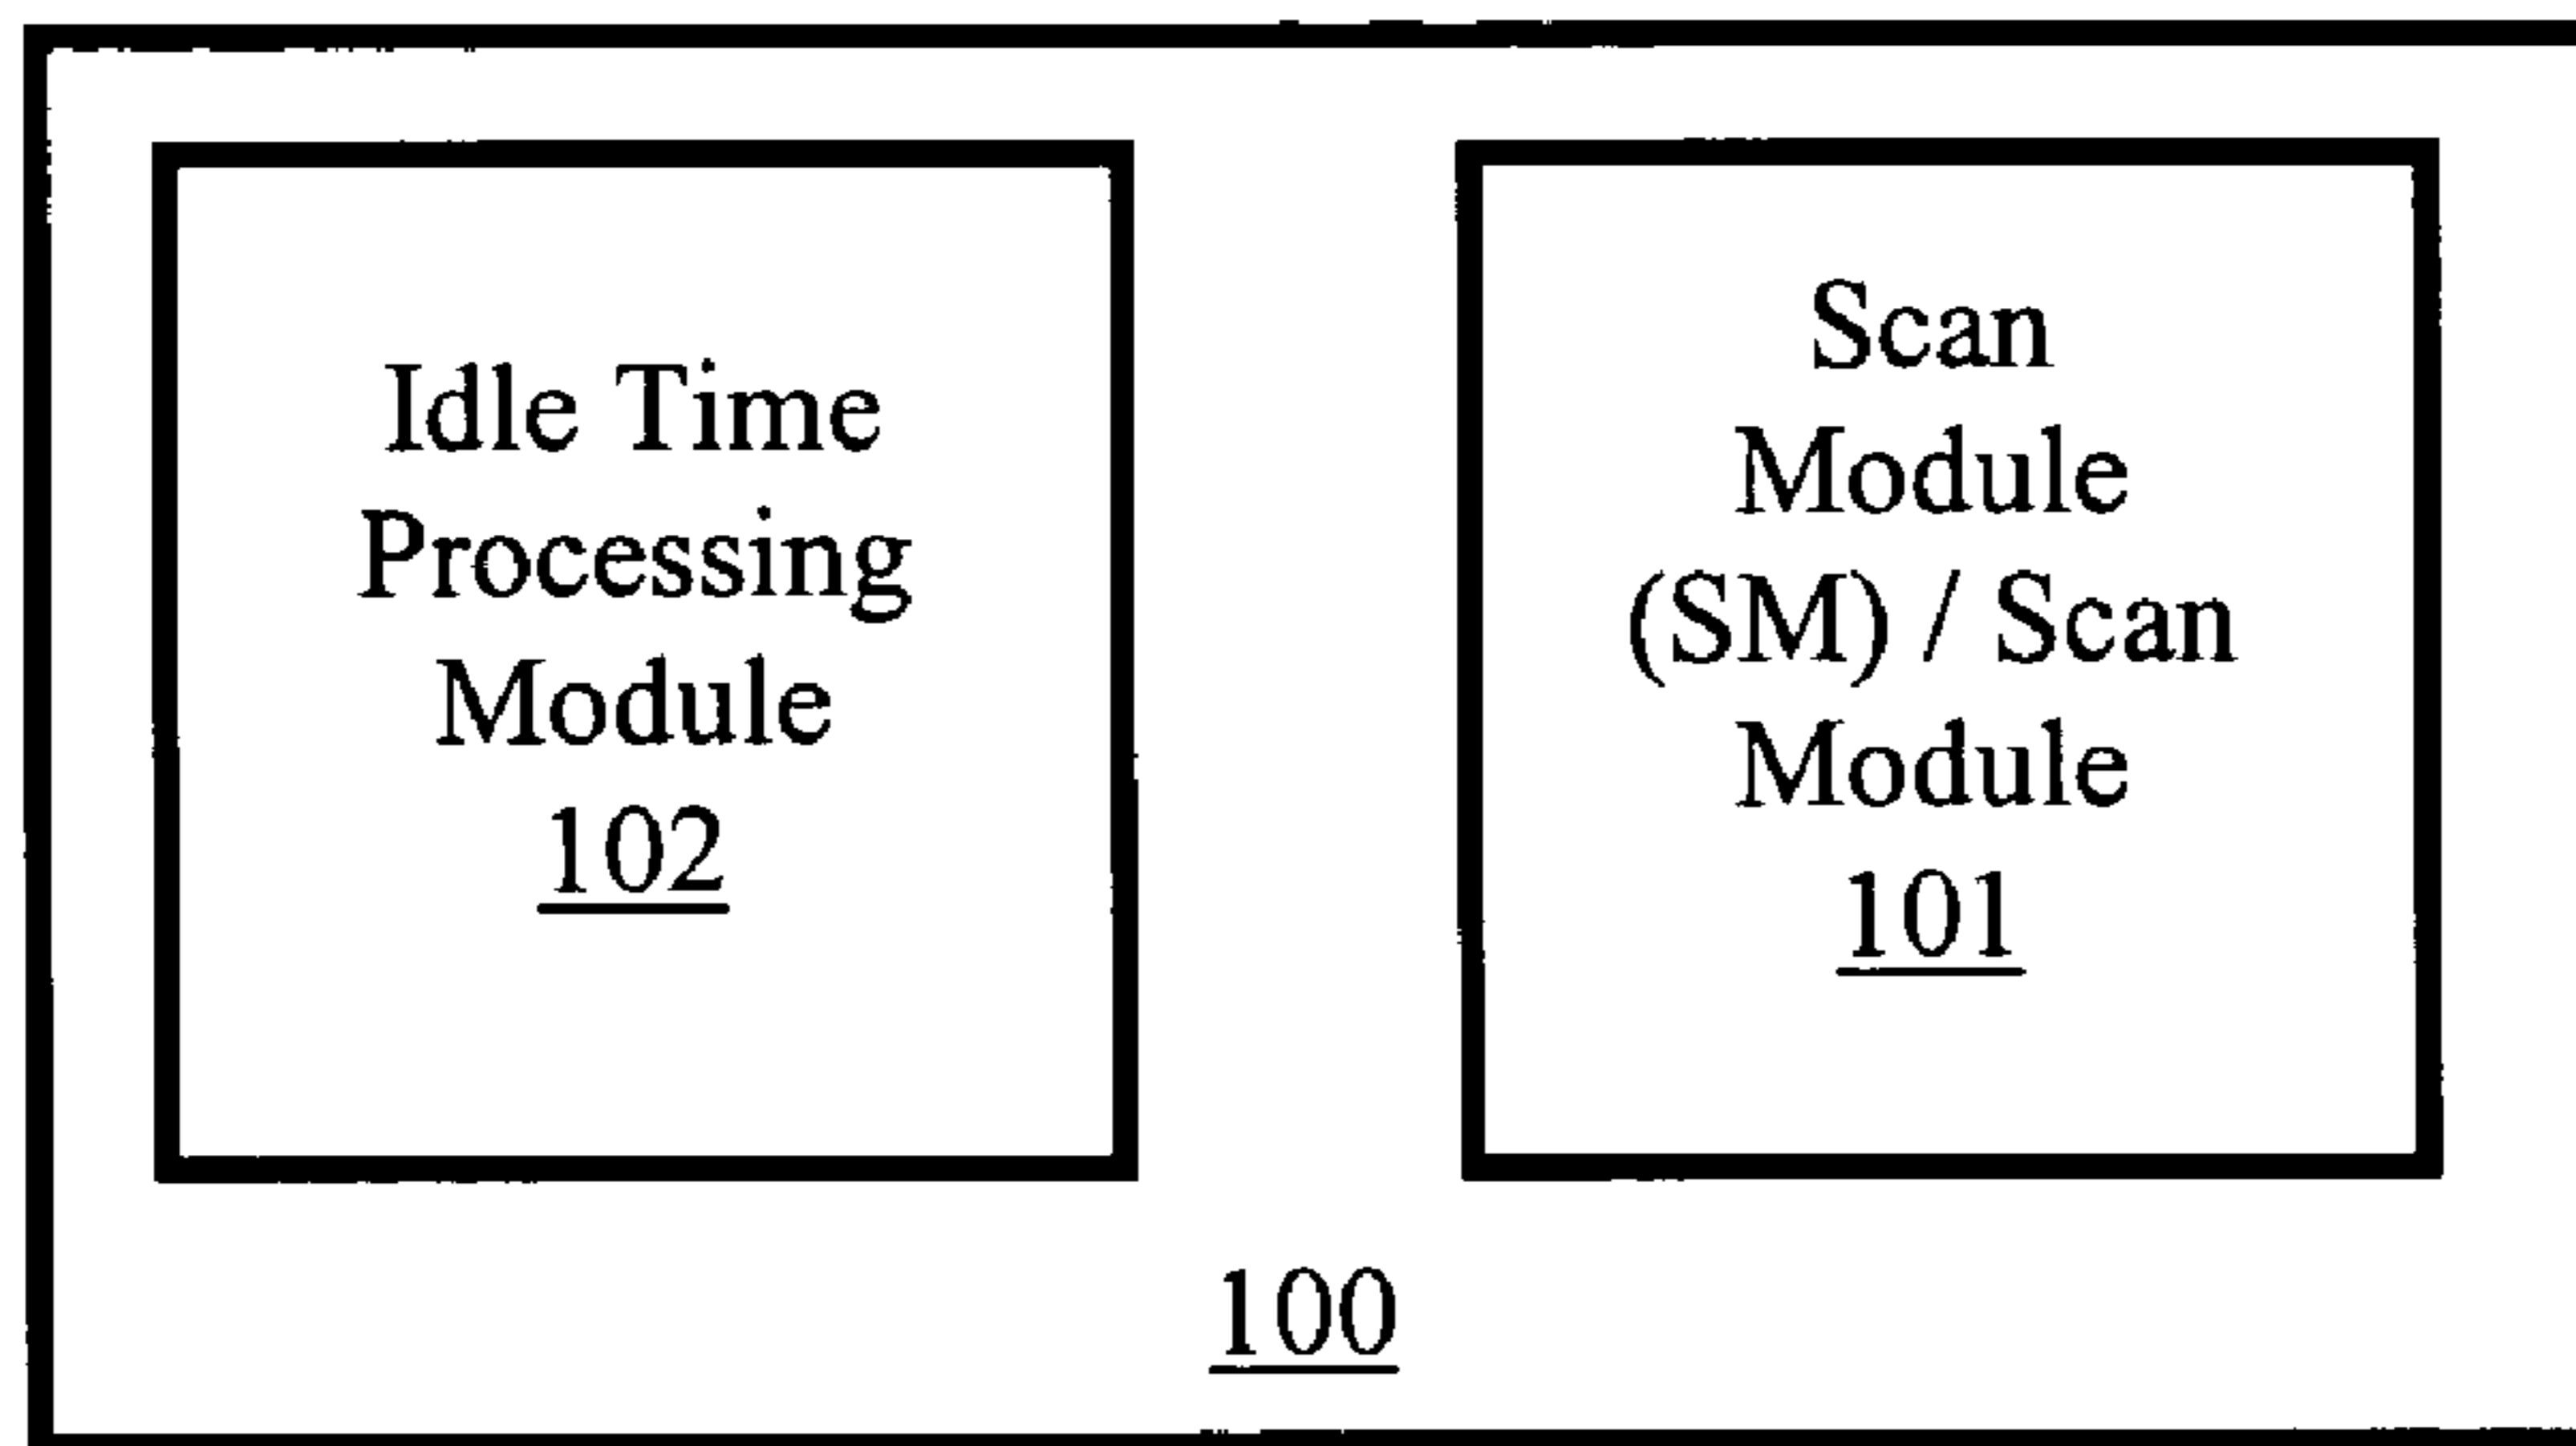 Idle Time
Processing
Module
102
Scan
Module
(SM) / Scan
Module
101
100